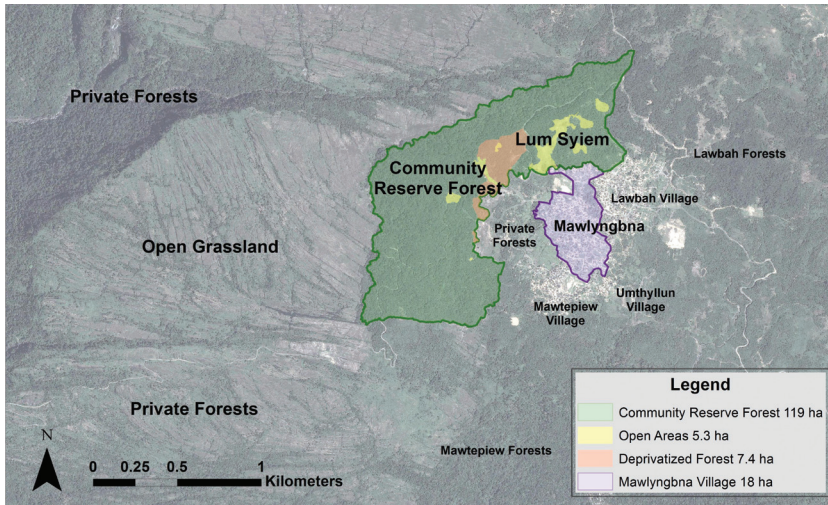 Private Forests
Lum Syiem
Lawbah Forests
Community
Reserve Forest
Lawbah Village
Private
Forests
Mawlyngbna
Open Grassland
Umthyllun
Village
Mawtepiew
Village
Private Forests
Mawtepiew Forests
N
0 0.25 0.5 1
Kilometers
Legend
Community Reserve Forest 119 ha
Open Areas 5.3 ha
Deprivatized Forest 7.4 ha
Mawlyngbna Village 18 ha